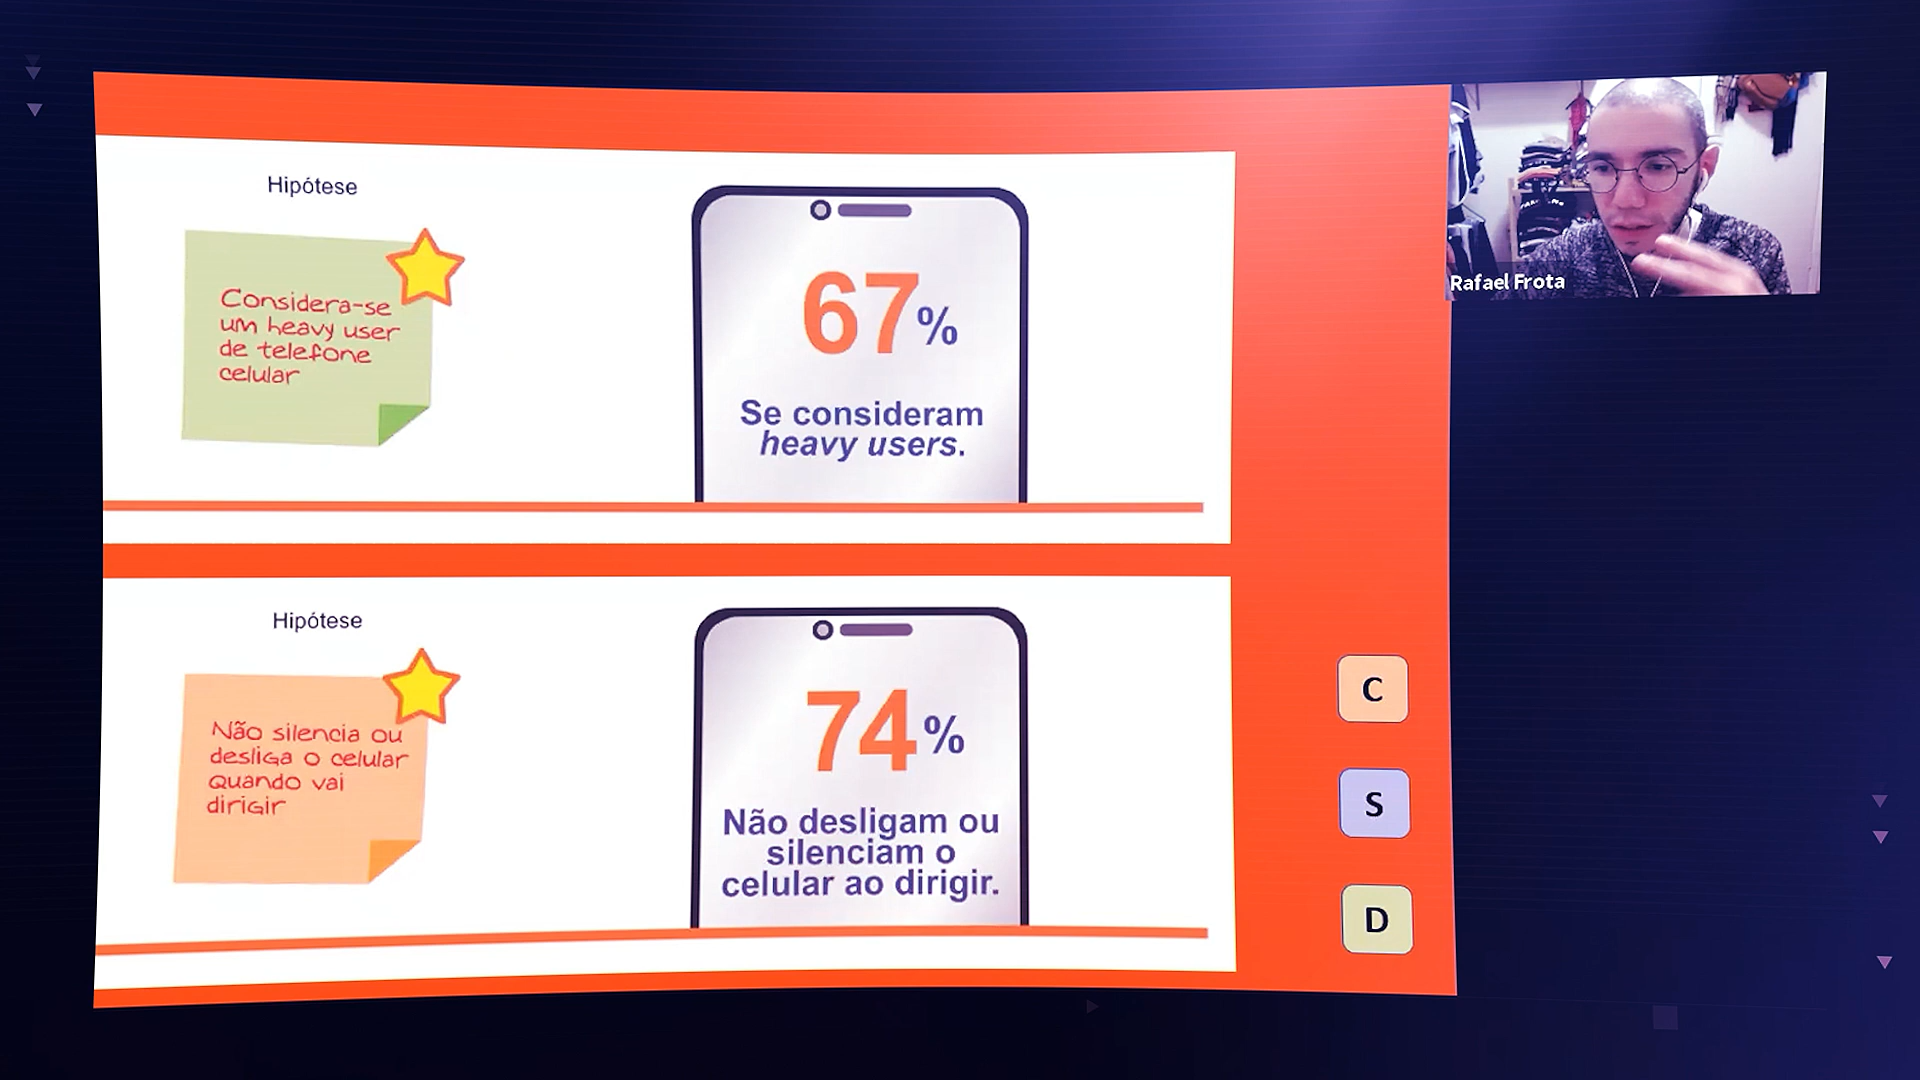 Hipótese
Considera-se
um heavy user
de telefone
celular
67%
Se consideram
heavy users.
Rafael Frota
Hipótese
Não silencia ou
desliga o celular
quando vai
dirigir
74%
Não desligam ou
silenciam o
celular ao dirigir.
C
S
D